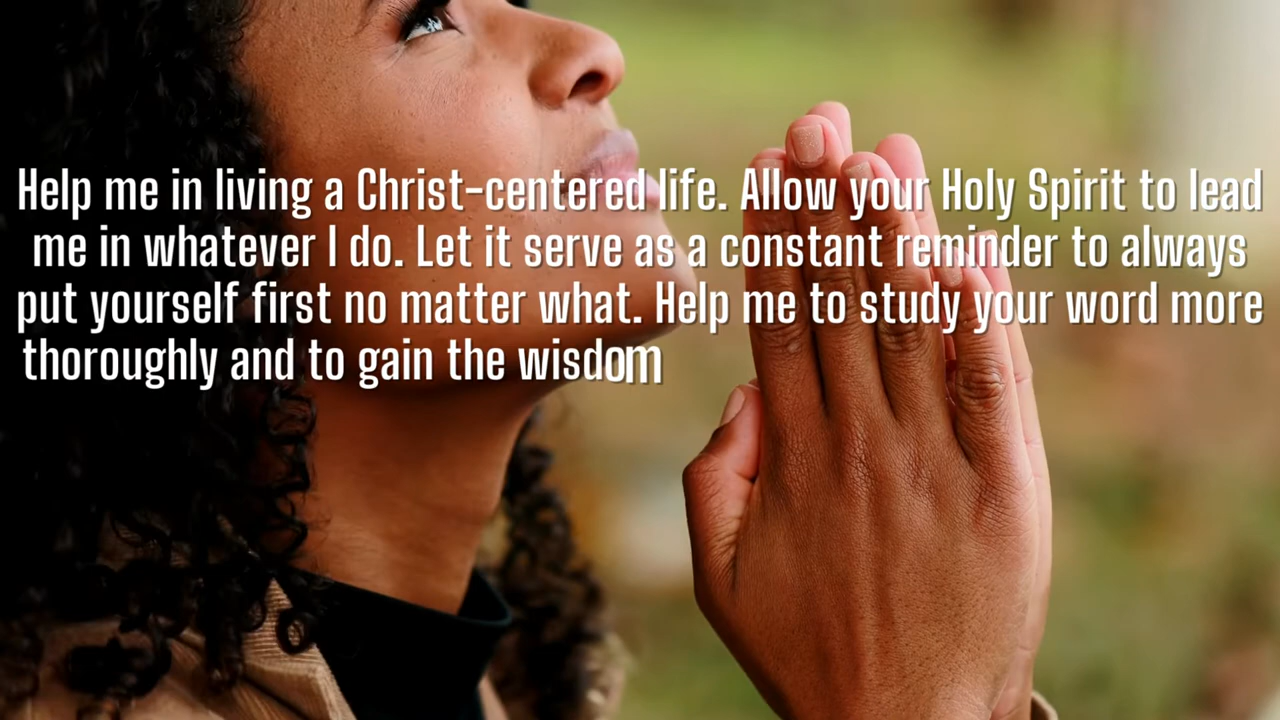 Help me in living a Christ-centered life. Allow your Holy Spirit to lead
me in whatever I do. Let it serve as a constant reminder to always
put yourself first no matter what. Help me to study your word more
thoroughly and to gain the wisdom